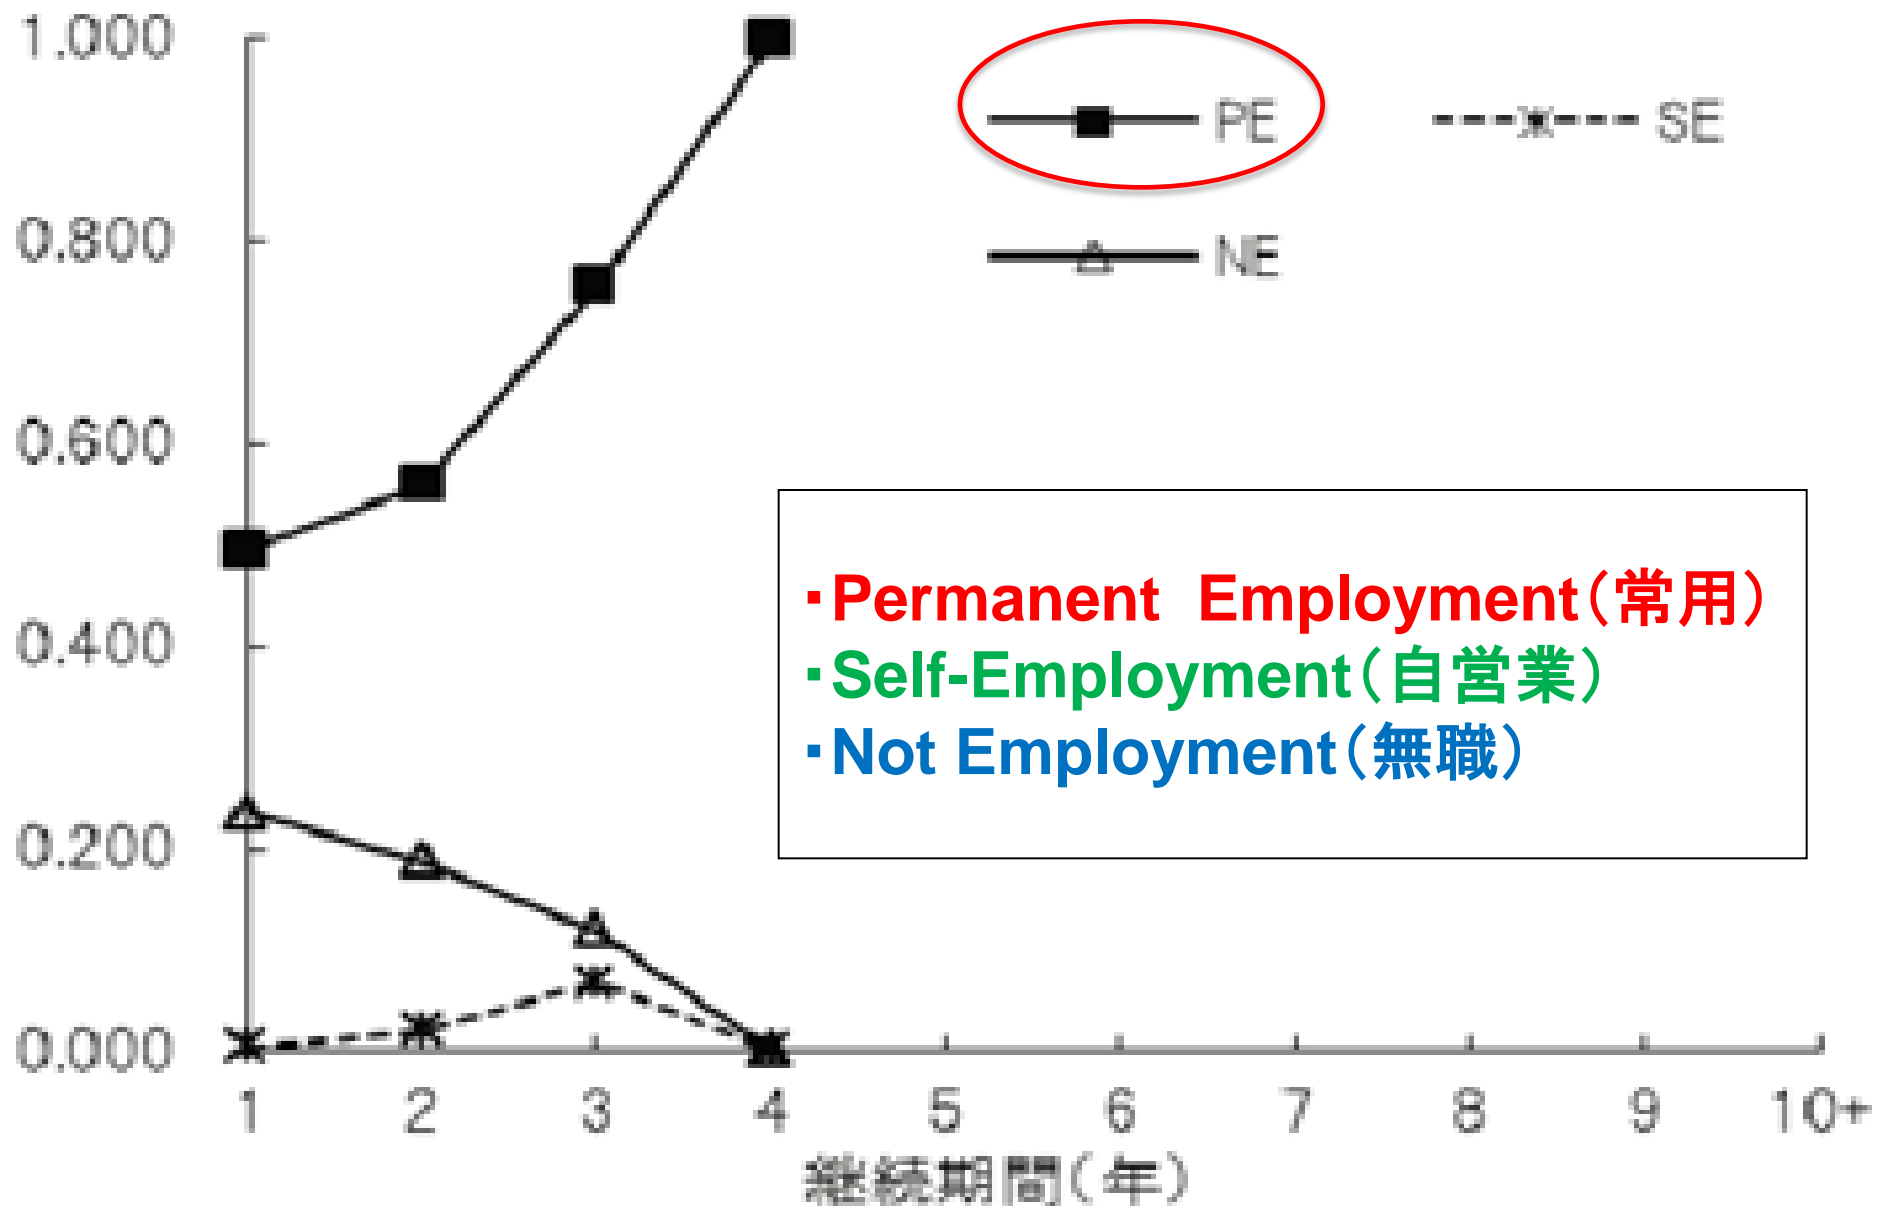 1.000
0.800
0.600
0.400
0.200
0.000
PE
SE
NE
・Permanent Employment(常用)
・Self-Employment(自営業)
・Not Employment(無職)
1 2 3 4 5 6 7 8 9 10+
継続期間(年)